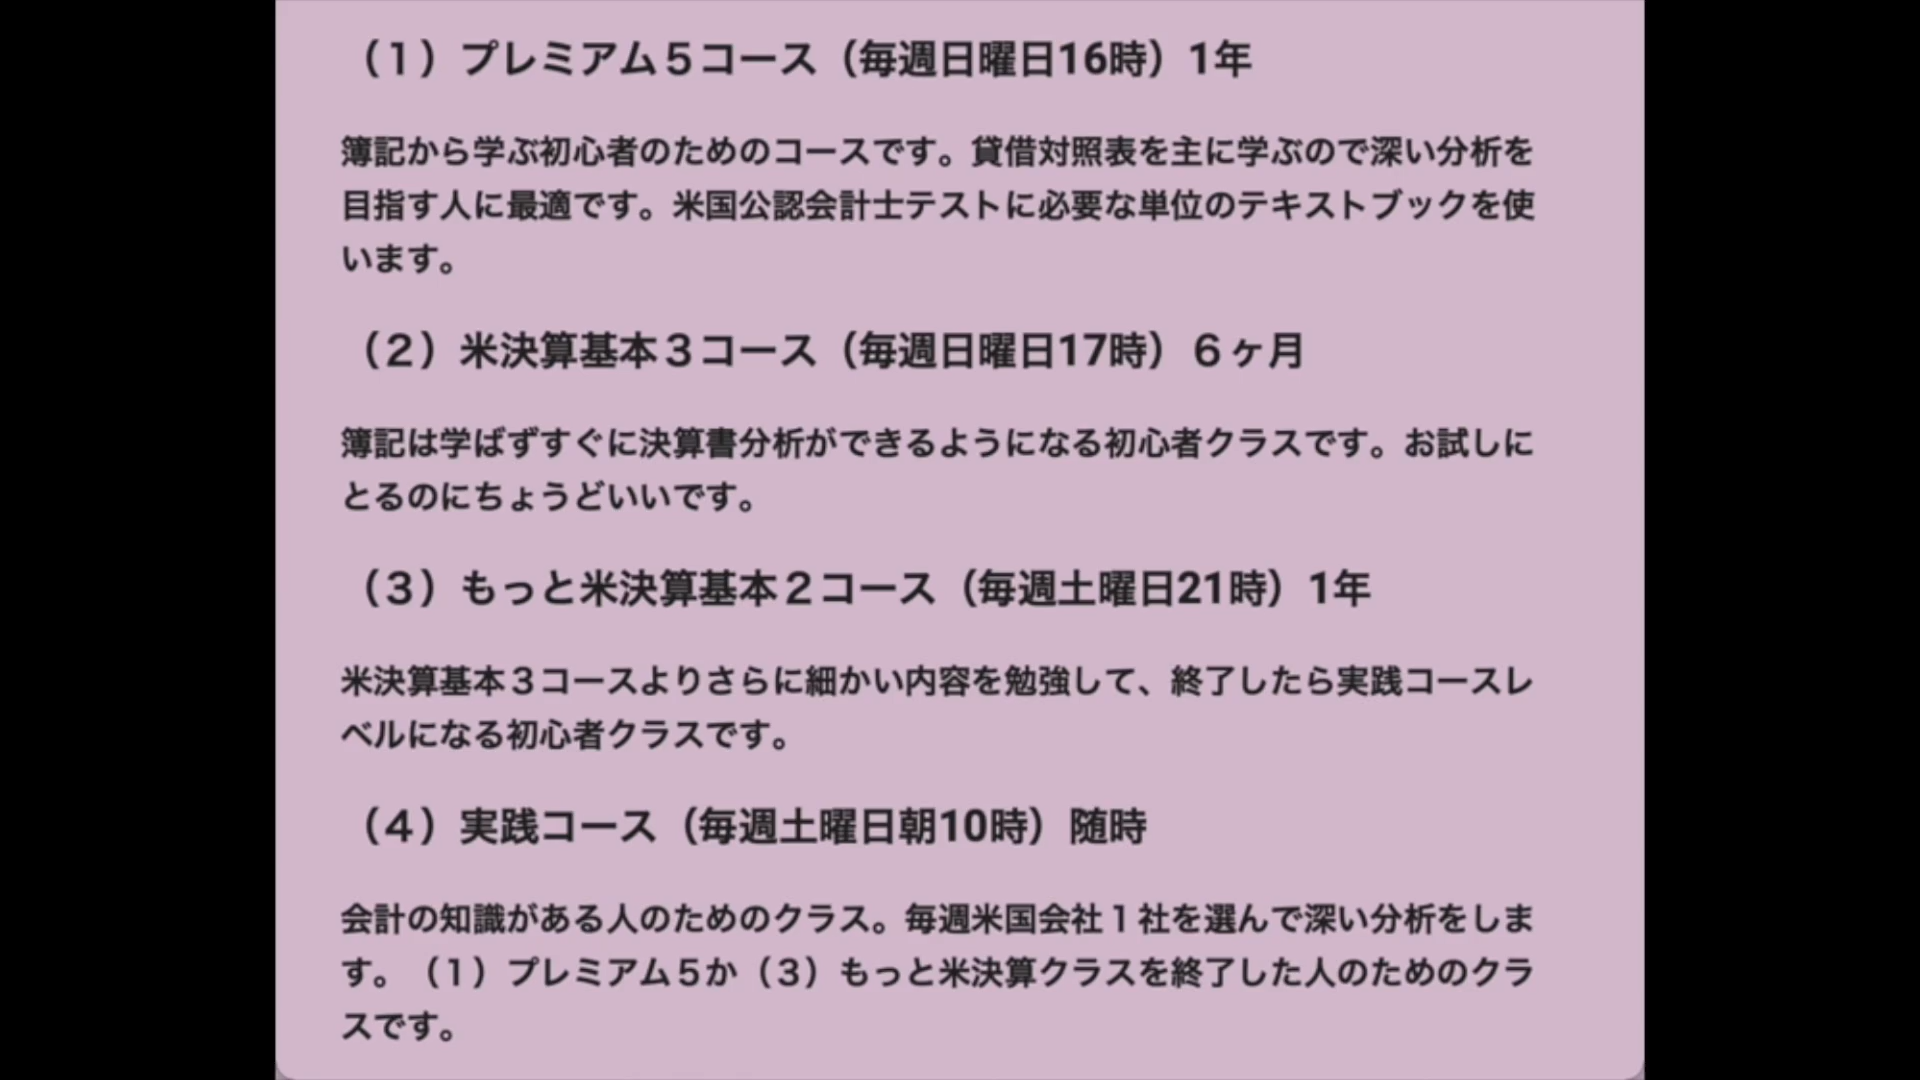 （１）プレミアム５コース（毎週日曜日16時）1年
簿記から学ぶ初心者のためのコースです。貸借対照表を主に学ぶので深い分析を
目指す人に最適です。米国公認会計士テストに必要な単位のテキストブックを使
います。
（２）米決算基本３コース（毎週日曜日17時）６ヶ月
簿記は学ばずすぐに決算書分析ができるようになる初心者クラスです。お試しに
とるのにちょうどいいです。
（３）もっと米決算基本２コース（毎週土曜日21時）1年
米決算基本３コースよりさらに細かい内容を勉強して、終了したら実践コースレ
ベルになる初心者クラスです。
（４）実践コース（毎週土曜日朝10時）随時
会計の知識がある人のためのクラス。毎週米国会社１社を選んで深い分析をしま
す。（１）プレミアム５か（３）もっと米決算クラスを終了した人のためのクラ
スです。